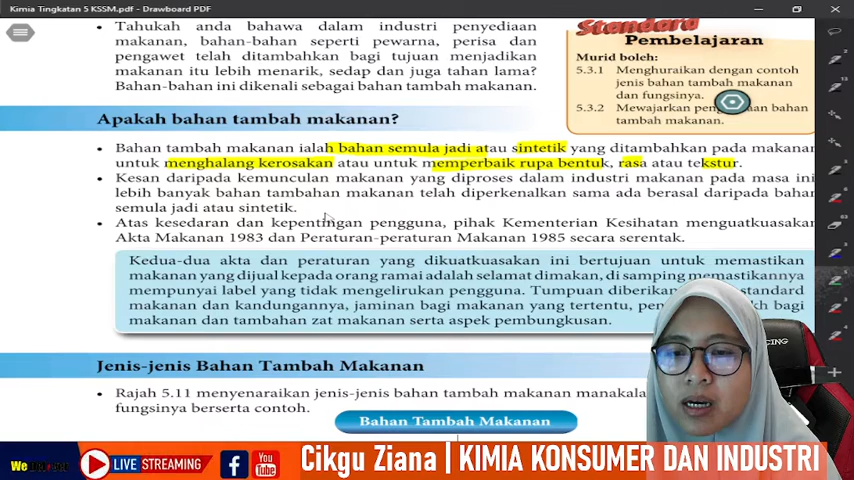 Kimia Tingkatan 5 KSSM.pdf - Drawboard PDF
Tahukah anda bahawa dalam industri penyediaan
makanan, bahan-bahan seperti pewarna, perisa dan
pengawet telah ditambahkan bagi tujuan menjadikan
makanan itu lebih menarik, sedap dan juga tahan lama?
Bahan-bahan ini dikenali sebagai bahan tambah makanan.
Standard
Pembelajaran
Murid boleh:
5.3.1 Menghuraikan dengan contoh
jenis bahan tambah makanan
dan fungsinya.
5.3.2 Mewajarkan bahan
tambah makanan.
Apakah bahan tambah makanan?
Bahan tambah makanan ialah bahan semula jadi atau sintetik yang ditambahkan pada makanan
untuk menghalang kerosakan atau untuk memperbaik rupa bentuk, rasa atau tekstur.
Kesan daripada kemunculan makanan yang diproses dalam industri makanan pada masa ini
lebih banyak bahan tambahan makanan telah diperkenalkan sama ada berasal daripada bahan
semula jadi atau sintetik.
Atas kesedaran dan kepentingan pengguna, pihak Kementerian Kesihatan menguatkuasakan
Akta Makanan 1983 dan Peraturan-peraturan Makanan 1985 secara serentak.
Kedua-dua akta dan peraturan yang dikuatkuasakan ini bertujuan untuk memastikan
makanan yang dijual kepada orang ramai adalah selamat dimakan, di samping memastikannya
mempunyai label yang tidak mengelirukan pengguna. Tumpuan diberikan standard
makanan dan kandungannya, jaminan bagi makanan yang tertentu, bagi
makanan dan tambahan zat makanan serta aspek pembungkusan.
Jenis-jenis Bahan Tambah Makanan
Rajah 5.11 menyenaraikan jenis-jenis bahan tambah makanan manakala
fungsinya berserta contoh.
Bahan Tambah Makanan
LIVE STREAMING
You
Tube
Cikgu Ziana | KIMIA KONSUMER DAN INDUSTRI